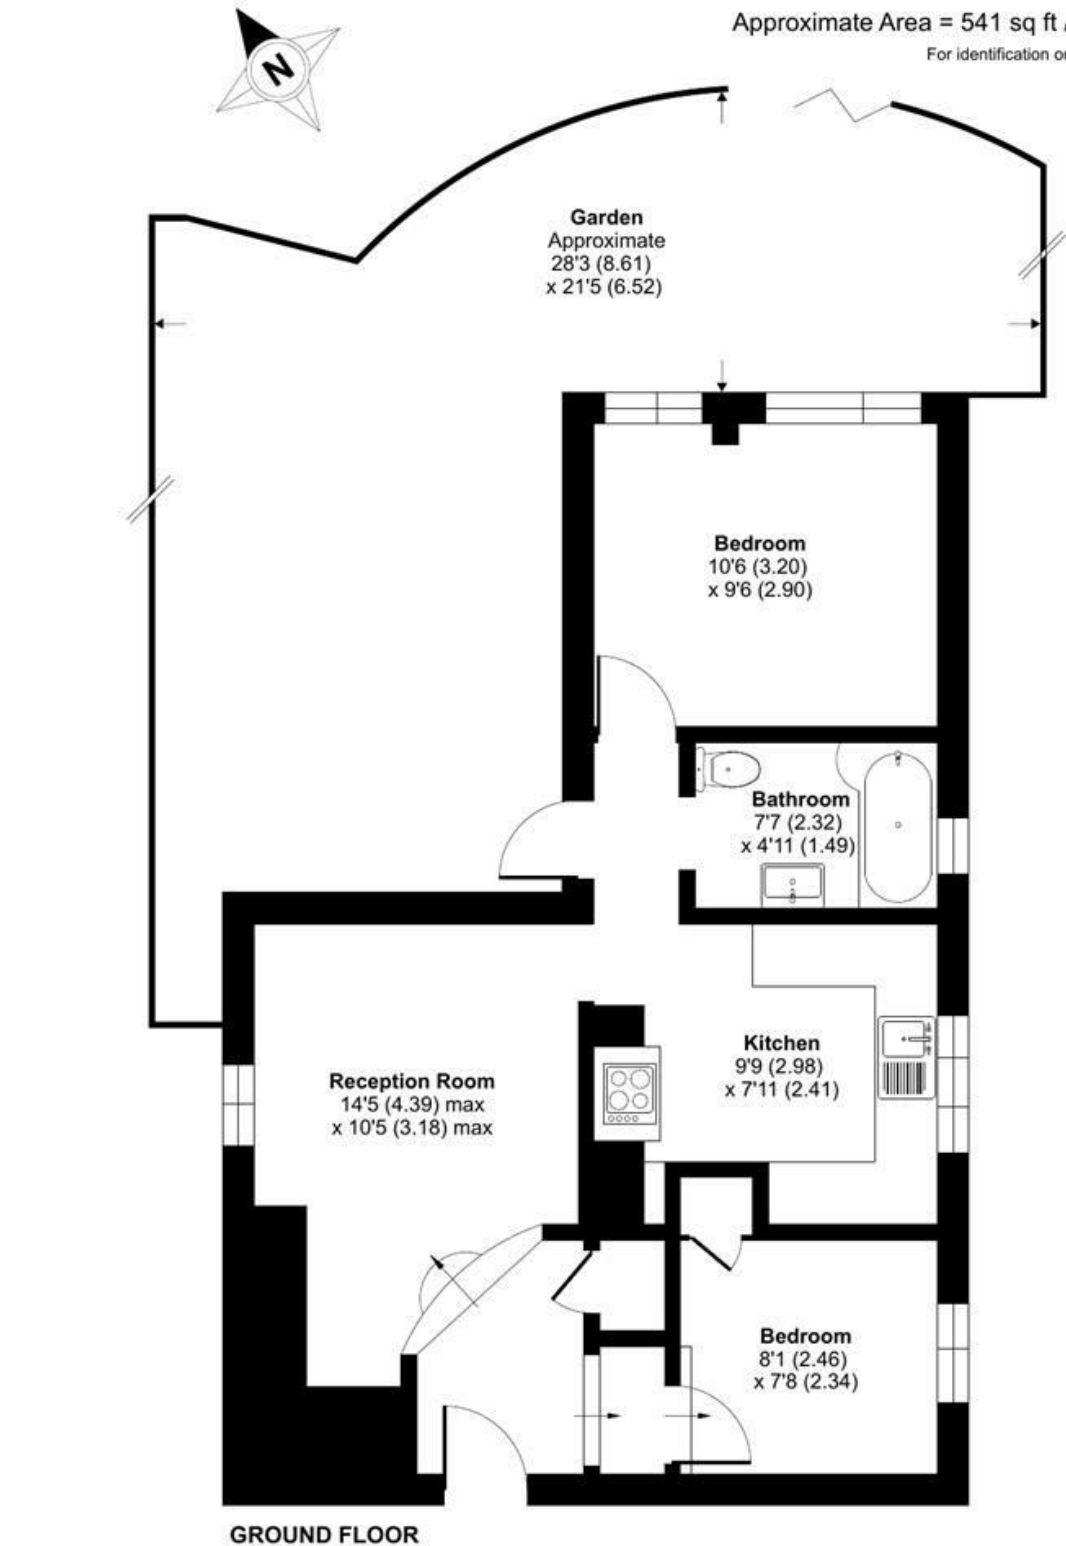 Approximate Area = 541 sq ft
For identification
N
Garden
Approximate
28'3 (8.61)
x 21'5 (6.52)
Bedroom
10'6 (3.20)
x 9'6 (2.90)
Bathroom
7'7 (2.32)
x 4'11 (1.49)
Kitchen
9'9 (2.98)
x 7'11 (2.41)
Reception Room
14'5 (4.39) max
x 10'5 (3.18) max
Bedroom
8'1 (2.46)
x 7'8 (2.34)
GROUND FLOOR